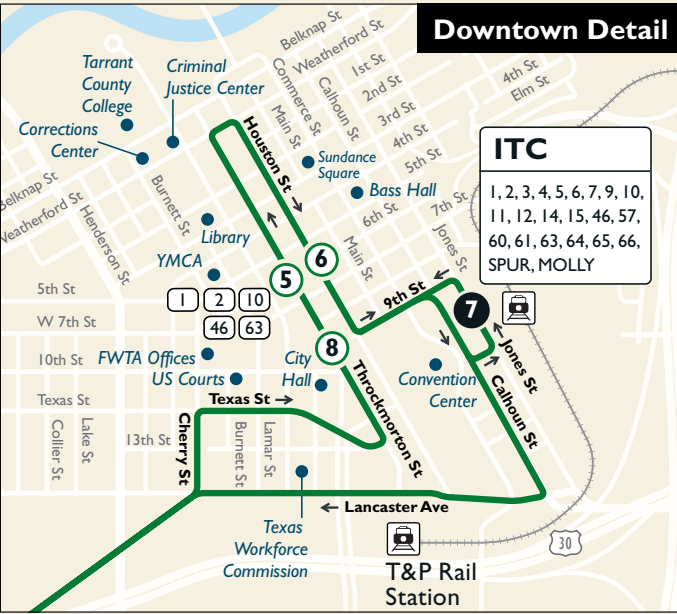 Downtown Detail
Belknap St
Weatherford St
1st St
2nd St
3rd St
4th St
5th St
4th St
Elm St
Commerce St
Calhoun St
Main St
Tarrant
County
College
Criminal
Justice Center
Corrections
Center
Houston St
Sundance
Square
Bass Hall
6th St
7th St
Jones St
Main St
ITC
1, 2, 3, 4, 5, 6, 7, 9, 10,
11, 12, 14, 15, 46, 57,
60, 61, 63, 64, 65, 66,
SPUR, MOLLY
Belknap St
Weatherford St
Henderson St
Burnett St
Library
YMCA
1 2 10
46 63
5
6
8
7
9th St
Jones St
5th St
W 7th St
10th St
Texas St
FWTA Offices
US Courts
City
Hall
Convention
Center
Throckmorton St
Calhoun St
Texas St
Cherry St
13th St
Collier St
Lake St
Burnett St
Lamar St
Lancaster Ave
Texas
Workforce
Commission
T&P Rail
Station
30